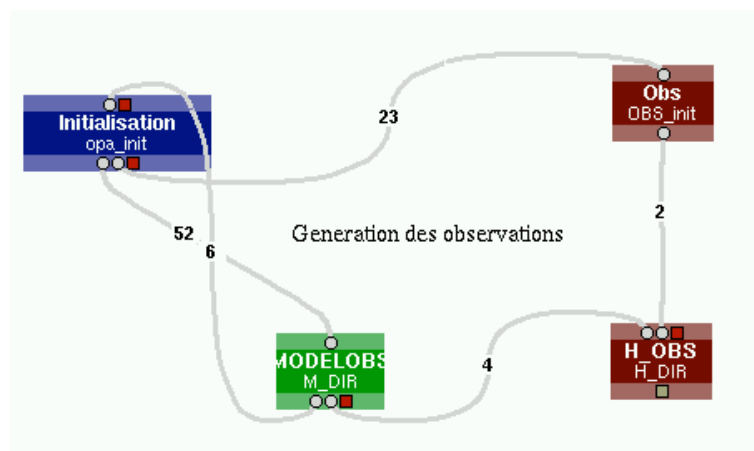 Obs
OBS_init
Initialisation
opa_init
23
52
6
Generation des observations
2
MODELOBS
M_DIR
4
H_OBS
H_DIR